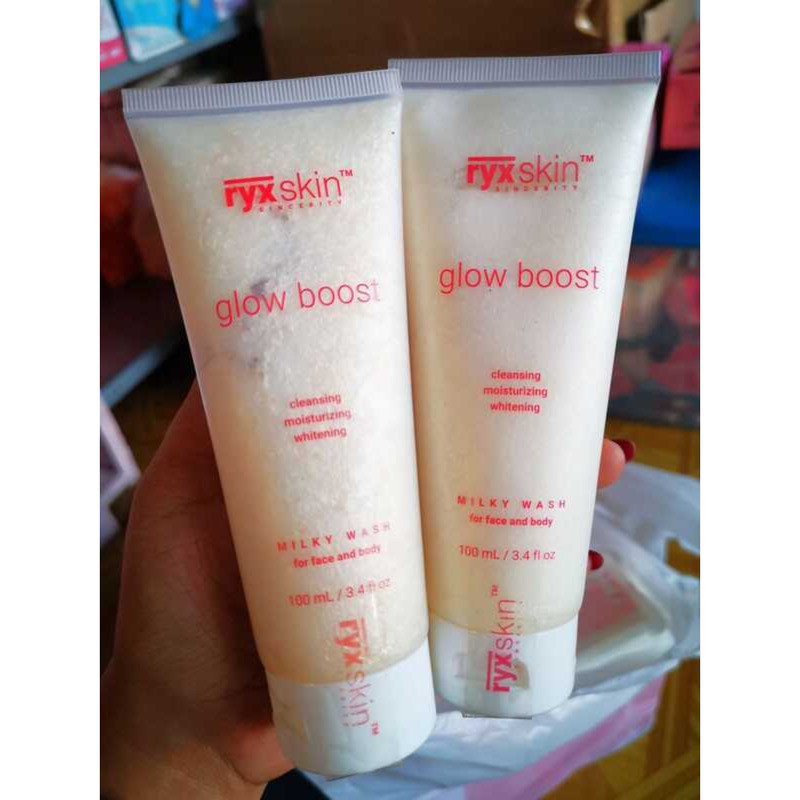 ryxskin™
SINCERITY
glow boost
cleansing
moisturizing
whitening
MILKY WASH
for face and body
100 mL / 3.4 fl oz
ryxskin™
ryxskin™
SINCERITY
glow boost
cleansing
moisturizing
whitening
MILKY WASH
for face and body
100 mL / 3.4 fl oz
ryxskin™